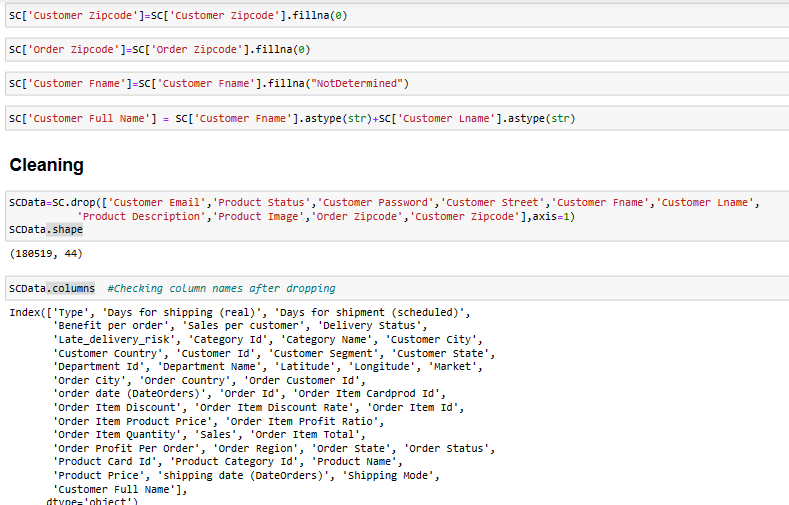 SC['Customer Zipcode']=SC['Customer Zipcode'].fillna(0)
SC['Order Zipcode']=SC['Order Zipcode'].fillna(0)
SC['Customer Fname']=SC['Customer Fname'].fillna("NotDetermined")
SC['Customer Full Name'] = SC['Customer Fname'].astype(str)+SC['Customer Lname'].astype(str)
Cleaning
SCData=SC.drop(['Customer Email','Product Status','Customer Password','Customer Street','Customer Fname','Customer Lname',
'Product Description','Product Image','Order Zipcode','Customer Zipcode'],axis=1)
SCData.shape
(180519, 44)
SCData.columns  #Checking column names after dropping
Index(['Type', 'Days for shipping (real)', 'Days for shipment (scheduled)',
'Benefit per order', 'Sales per customer', 'Delivery Status',
'Late_delivery_risk', 'Category Id', 'Category Name', 'Customer City',
'Customer Country', 'Customer Id', 'Customer Segment', 'Customer State',
'Department Id', 'Department Name', 'Latitude', 'Longitude', 'Market',
'Order City', 'Order Country', 'Order Customer Id',
'order date (DateOrders)', 'Order Id', 'Order Item Cardprod Id',
'Order Item Discount', 'Order Item Discount Rate', 'Order Item Id',
'Order Item Product Price', 'Order Item Profit Ratio',
'Order Item Quantity', 'Sales', 'Order Item Total',
'Order Profit Per Order', 'Order Region', 'Order State', 'Order Status',
'Product Card Id', 'Product Category Id', 'Product Name',
'Product Price', 'shipping date (DateOrders)', 'Shipping Mode',
'Customer Full Name'],
dtype='object')